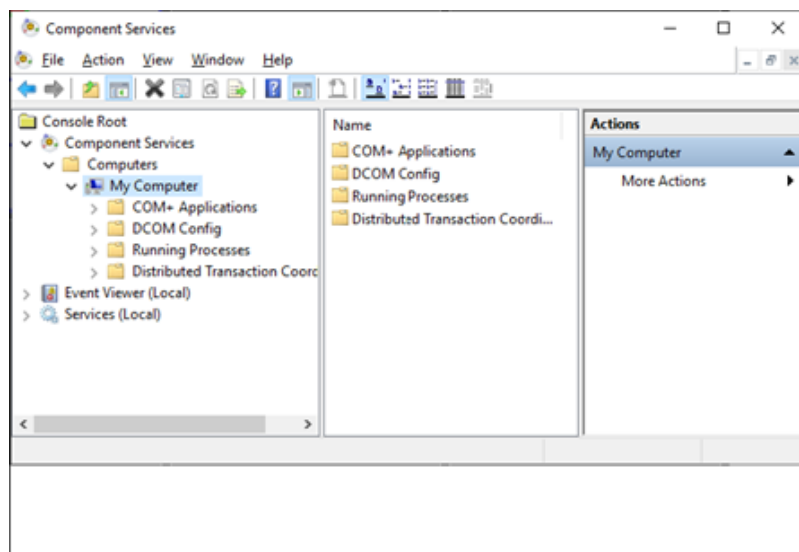 Component Services
File Action View Window Help
Console Root
Component Services
Computers
My Computer
COM+ Applications
DCOM Config
Running Processes
Distributed Transaction Coord
Event Viewer (Local)
Services (Local)
Name
COM+ Applications
DCOM Config
Running Processes
Distributed Transaction Coordi...
Actions
My Computer
More Actions